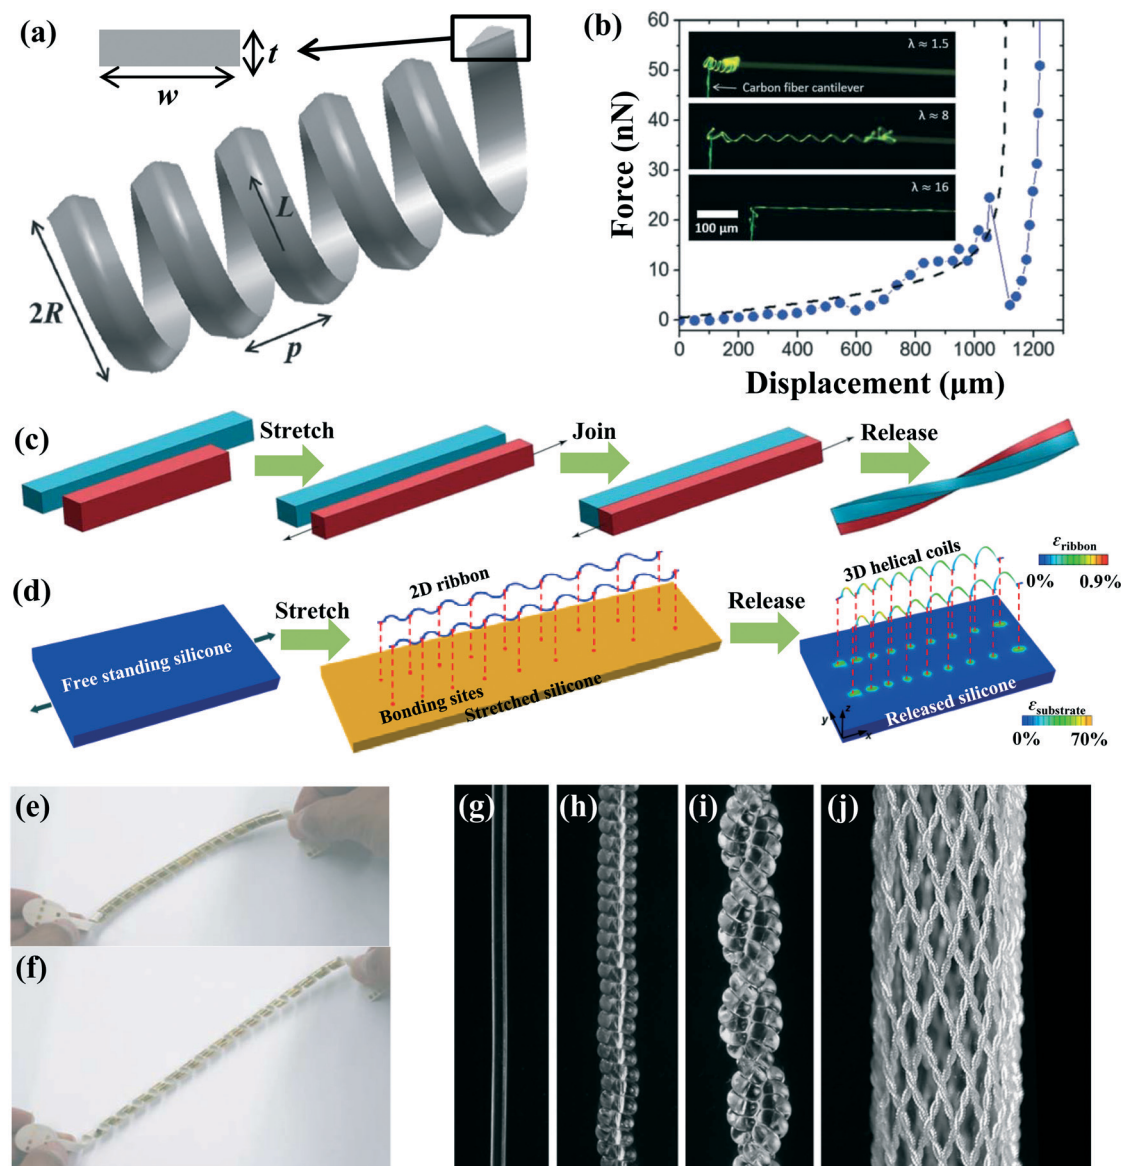 (a)
t
w
L
2R
p
(b)
Force (nN)
60
50
40
30
20
10
0
0 200 400 600 800 1000 1200
Displacement (μm)
λ ≈ 1.5
Carbon fiber cantilever
λ ≈ 8
λ ≈ 16
100 μm
(c)
Stretch
Join
Release
(d)
Free standing silicone
Stretch
2D ribbon
Bonding sites
Stretched silicone
Release
3D helical coils
εribbon
0% 0.9%
Released silicone
y z x
εsubstrate
0% 70%
(e)
(f)
(g)
(h)
(i)
(j)